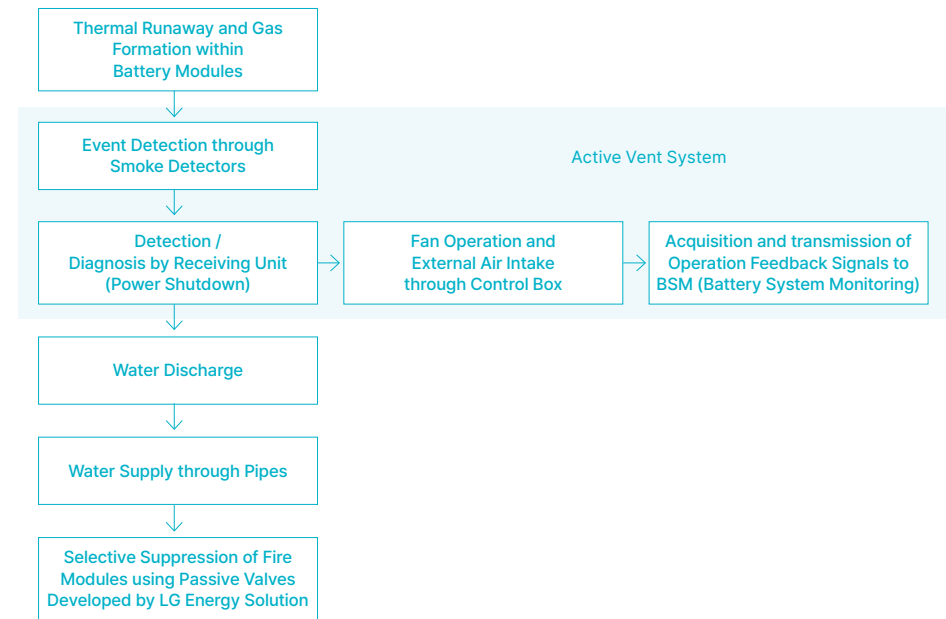 Thermal Runaway and Gas
Formation within
Battery Modules
Event Detection through
Smoke Detectors
Active Vent System
Detection /
Diagnosis by Receiving Unit
(Power Shutdown)
Fan Operation and
External Air Intake
through Control Box
Acquisition and transmission of
Operation Feedback Signals to
BSM (Battery System Monitoring)
Water Discharge
Water Supply through Pipes
Selective Suppression of Fire
Modules using Passive Valves
Developed by LG Energy Solution